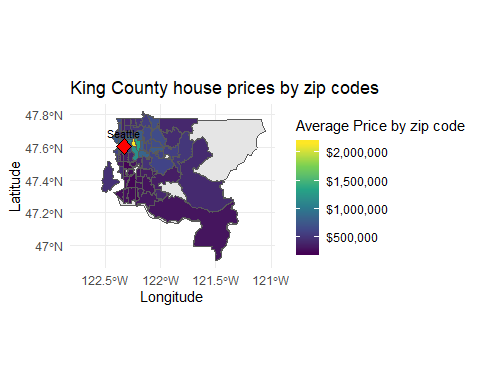 King County house prices by zip codes
47.8°N
47.6°N
47.4°N
47.2°N
47°N
Latitude
Seattle
122.5°W
122°W
121.5°W
121°W
Longitude
Average Price by zip code
$2,000,000
$1,500,000
$1,000,000
$500,000